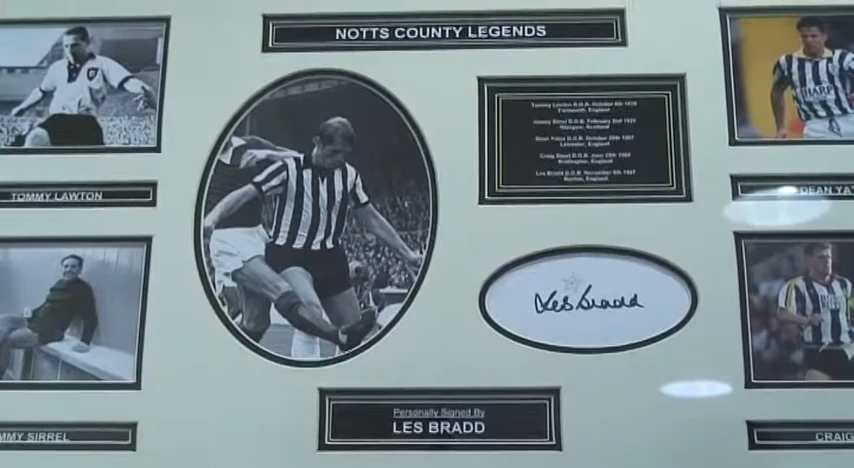 NOTTS COUNTY LEGENDS
Tommy Lawton D.O.B. October 6th 1919
Farnworth, England
Jimmy Sirrel D.O.B. February 2nd 1922
Glasgow, Scotland
Dean Yates D.O.B. October 26th 1967
Leicester, England
Craig Short D.O.B. June 25th 1968
Bridlington, England
Les Bradd D.O.B. November 6th 1947
Buxton, England
SHARP
TOMMY LAWTON
DEAN YA
Les Bradd
MMY SIRREL
Personally Signed By
LES BRADD
CRAIG